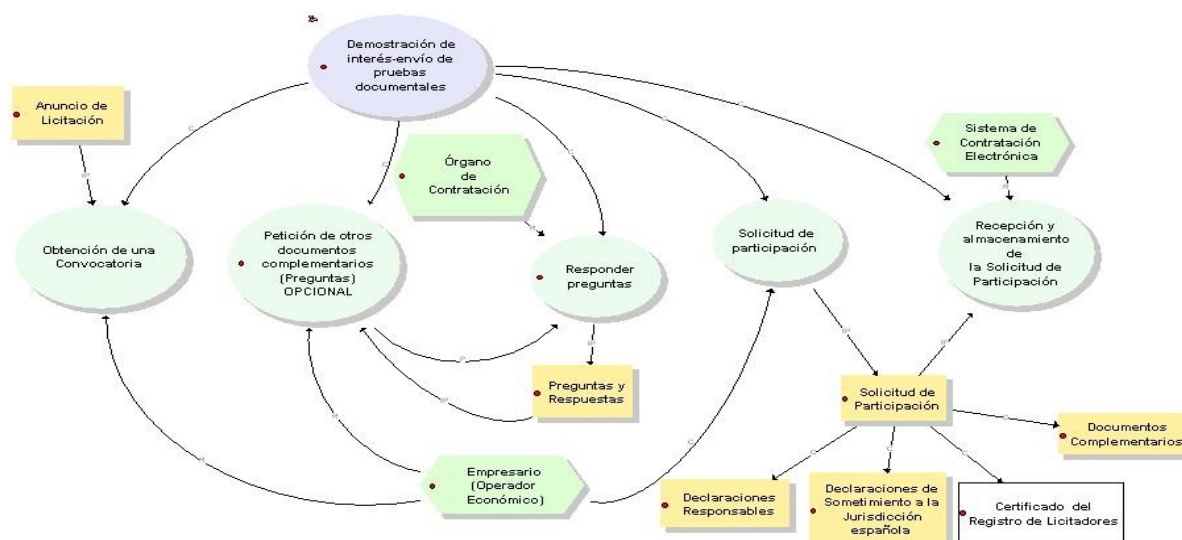 Demostración de
interés-envío de
pruebas
documentales
Anuncio de
Licitación
Sistema de
Contratación
Electrónica
Órgano
de
Contratación
Obtención de una
Convocatoria
Petición de otros
documentos
complementarios
(Preguntas)
OPCIONAL
Responder
preguntas
Solicitud de
participación
Recepción y
almacenamiento
de
la Solicitud de
Participación
Preguntas y
Respuestas
Solicitud de
Participación
Documentos
Complementarios
Empresario
(Operador
Económico)
Declaraciones
Responsables
Declaraciones de
Sometimiento a la
Jurisdicción
española
Certificado del
Registro de Licitadores